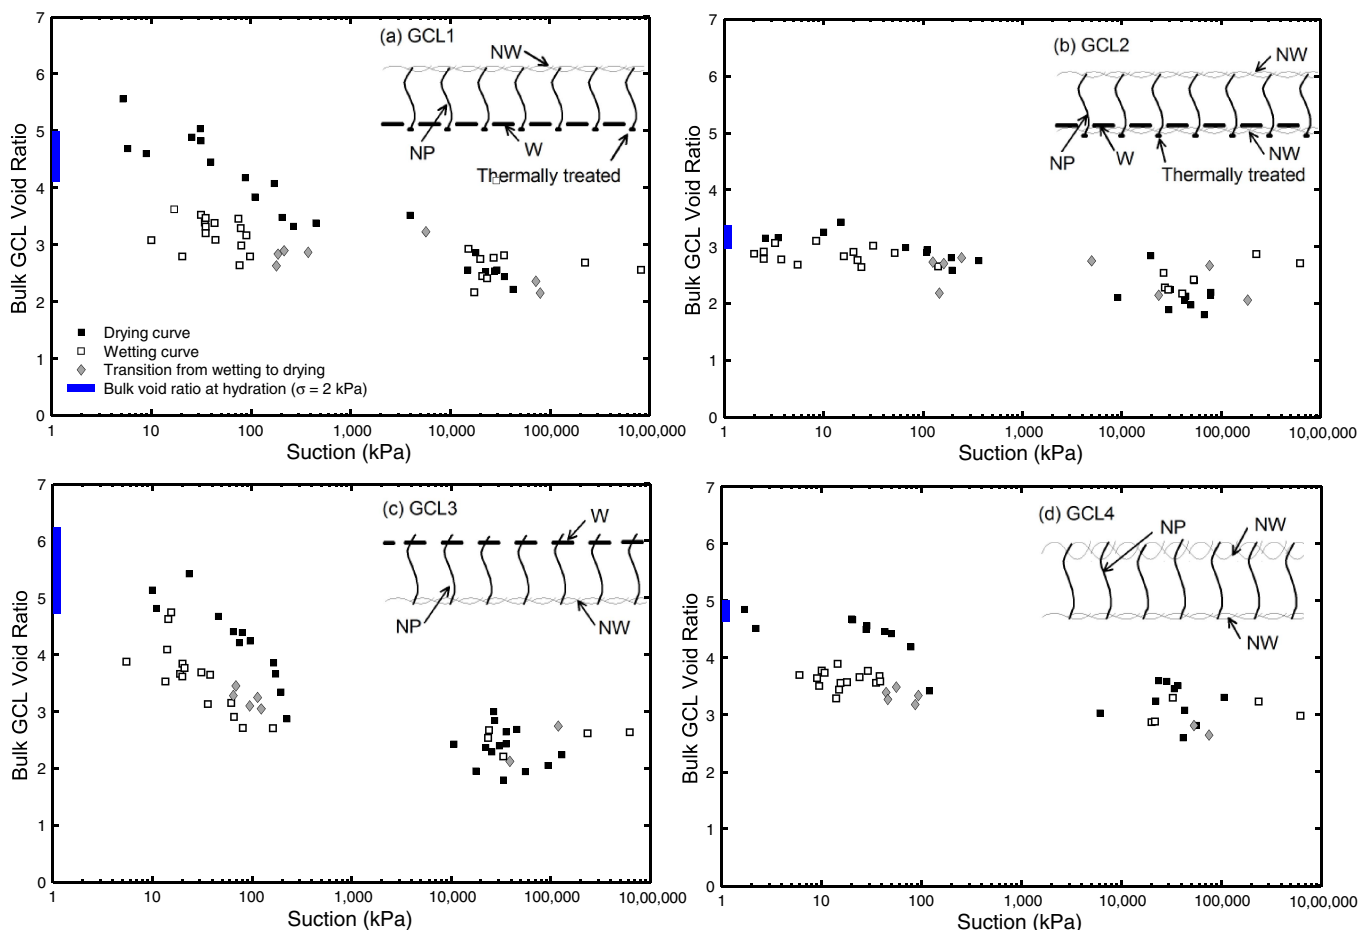 (a) GCL1
NW
NP
W
Thermally treated
7
6
5
4
3
2
1
0
Bulk GCL Void Ratio
Drying curve
Wetting curve
Transition from wetting to drying
Bulk void ratio at hydration (σ = 2 kPa)
1 10 100 1,000 10,000 100,000 10,00,000
Suction (kPa)
(b) GCL2
NW
NP
W
NW
Thermally treated
7
6
5
4
3
2
1
0
Bulk GCL Void Ratio
1 10 100 1,000 10,000 100,000 10,00,000
Suction (kPa)
(c) GCL3
W
NP
NW
7
6
5
4
3
2
1
0
Bulk GCL Void Ratio
1 10 100 1,000 10,000 100,000 10,00,000
Suction (kPa)
(d) GCL4
NP
NW
NW
7
6
5
4
3
2
1
0
Bulk GCL Void Ratio
1 10 100 1,000 10,000 100,000 10,00,000
Suction (kPa)